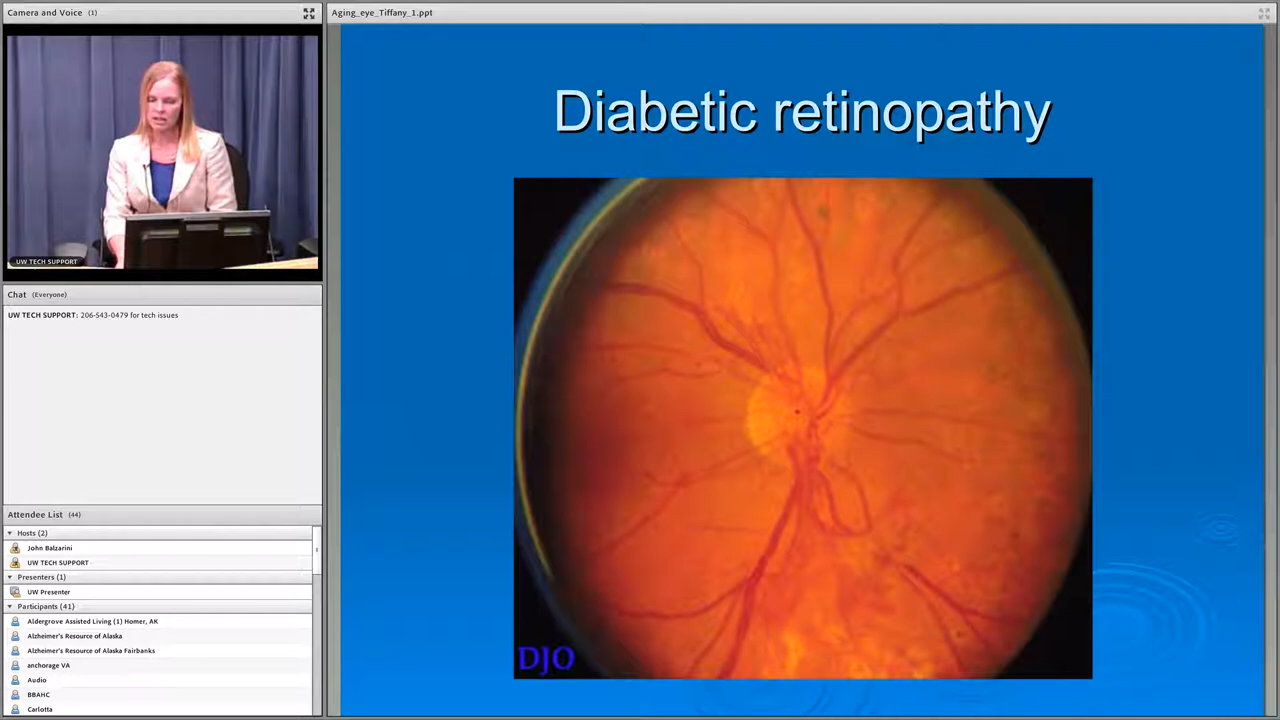 Camera and Voice (1)
UW TECH SUPPORT
Chat (Everyone)
UW TECH SUPPORT: 206-543-0479 for tech issues
Attendee List (44)
Hosts (2)
John Balzarini
UW TECH SUPPORT
Presenters (1)
UW Presenter
Participants (41)
Aldergrove Assisted Living (1) Homer, AK
Alzheimer's Resource of Alaska
Alzheimer's Resource of Alaska Fairbanks
anchorage VA
Audio
BBAHC
Carlotta
Aging_eye_Tiffany_1.ppt
Diabetic retinopathy
DJO